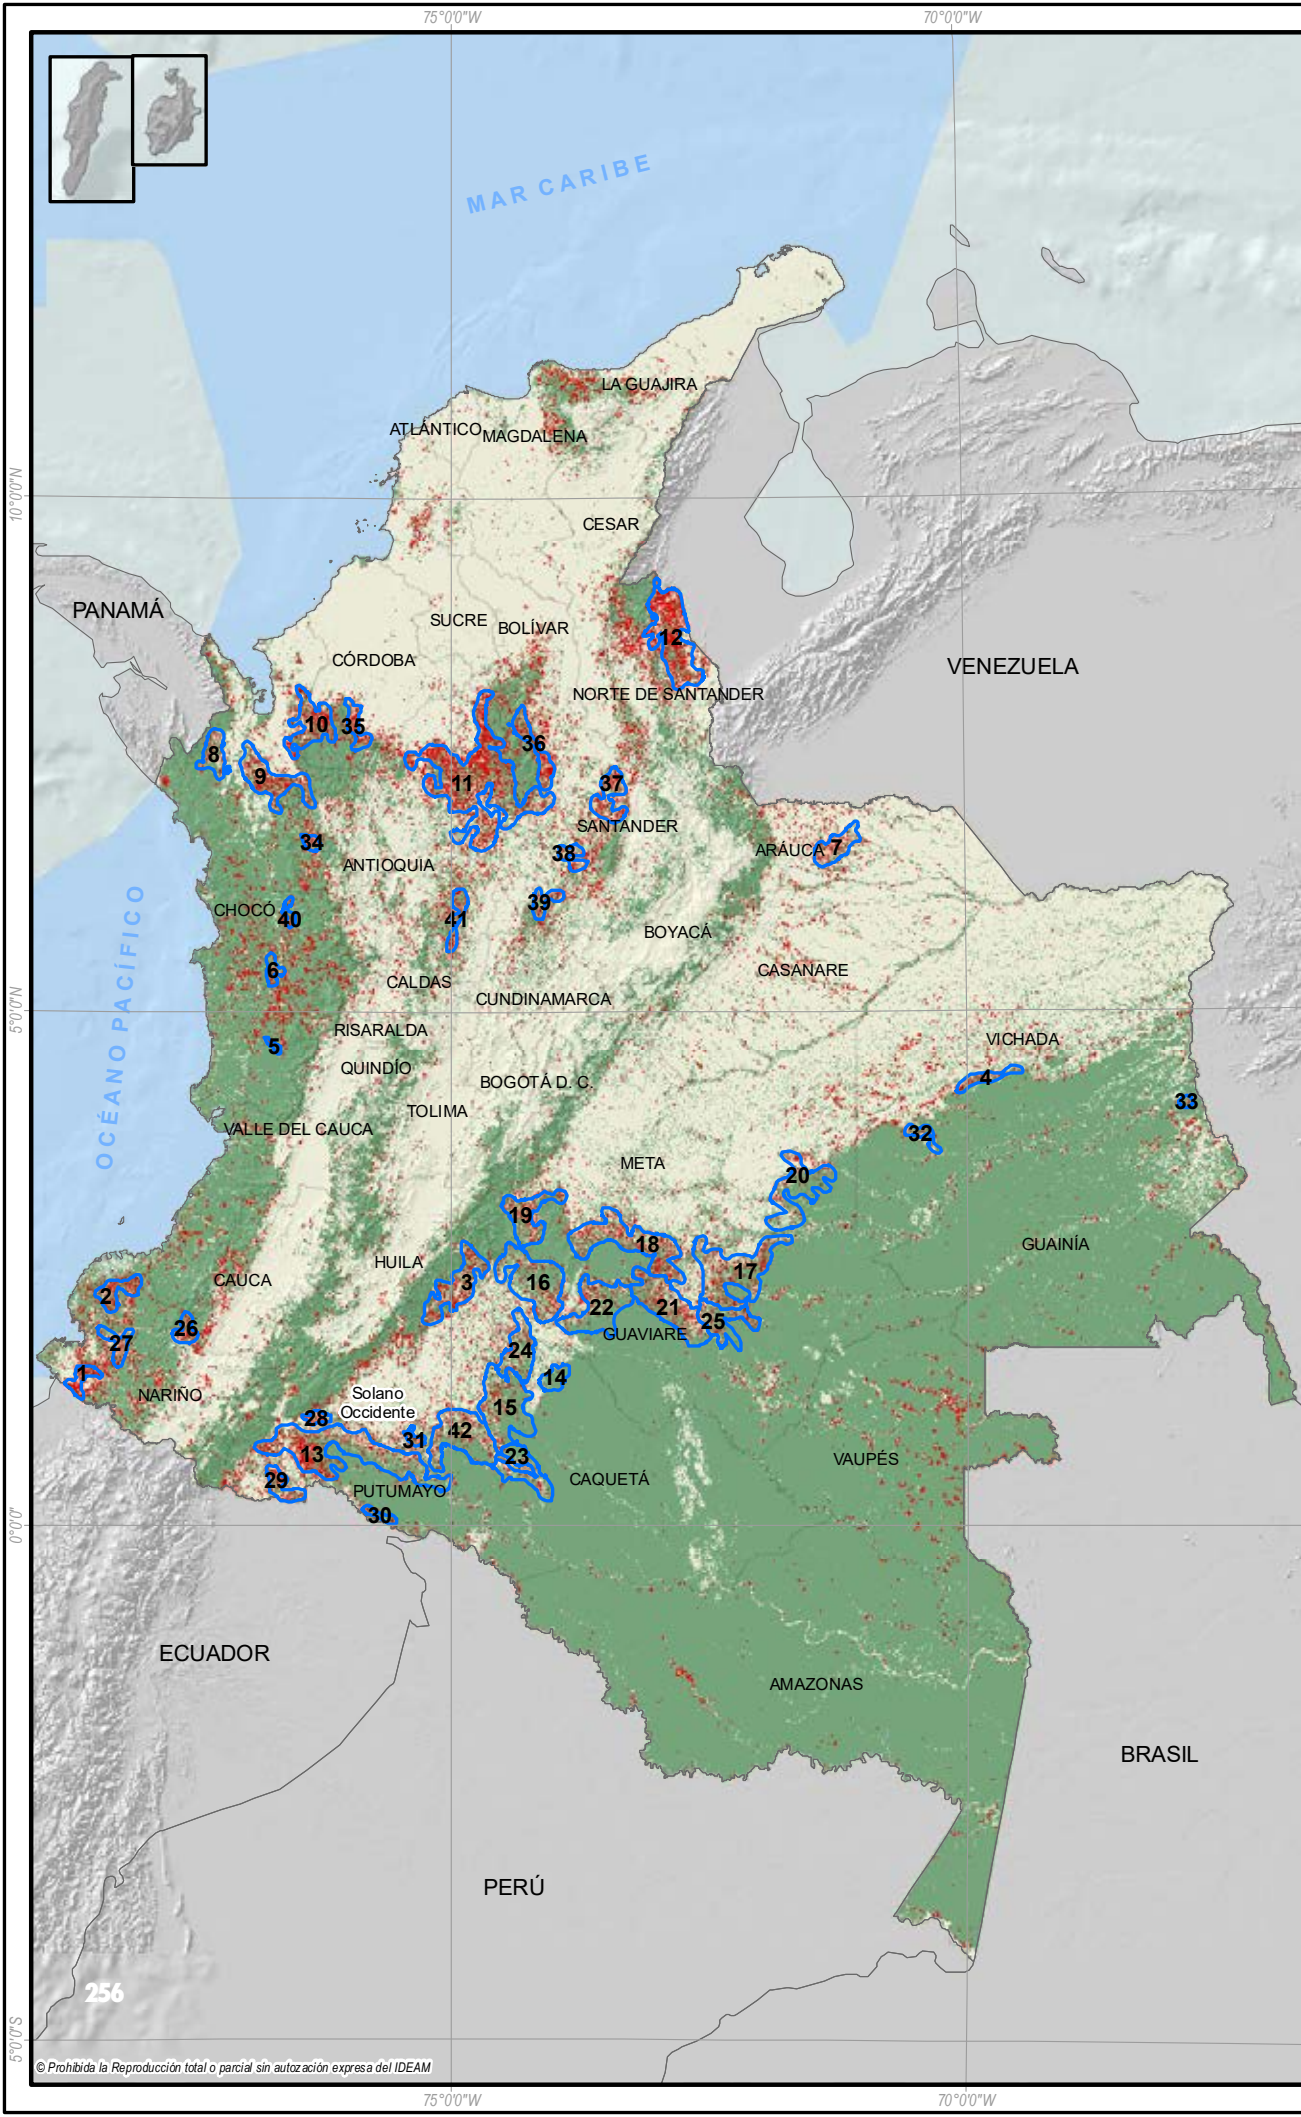 75°0'0"W
70°0'0"W
MAR CARIBE
LA GUAJIRA
ATLÁNTICO
MAGDALENA
10°0'0"N
CESAR
PANAMÁ
SUCRE
BOLÍVAR
12
CÓRDOBA
VENEZUELA
NORTE DE SANTANDER
10
35
8
36
9
11
37
SANTANDER
34
ARAUCA
7
38
ANTIOQUIA
39
CHOCÓ
40
41
BOYACÁ
OCÉANO PACÍFICO
6
CASANARE
CALDAS
CUNDINAMARCA
5°0'0"N
RISARALDA
5
VICHADA
QUINDÍO
4
BOGOTÁ D. C.
33
TOLIMA
VALLE DEL CAUCA
32
META
20
19
18
GUAINÍA
HUILA
17
CAUCA
3
16
2
22
21
25
26
GUAVIARE
27
24
1
14
NARIÑO
Solano
Occidente
15
28
42
31
13
23
VAUPÉS
29
CAQUETÁ
PUTUMAYO
30
0°0'0"
ECUADOR
AMAZONAS
BRASIL
PERÚ
256
5°0'0"S
© Prohibida la Reproducción total o parcial sin autozación expresa del IDEAM
75°0'0"W
70°0'0"W